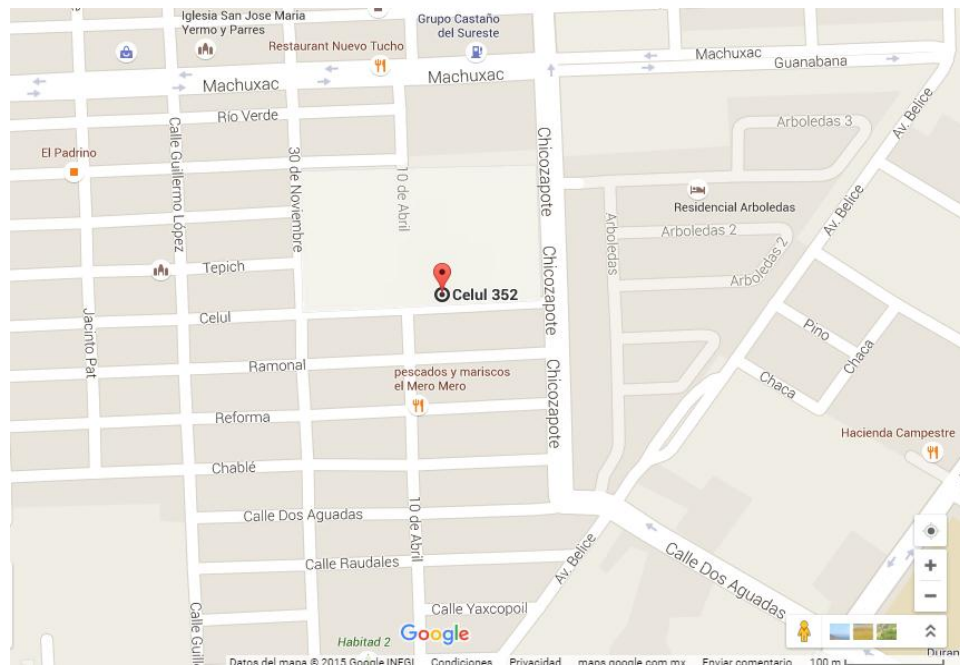 Iglesia San Jose Maria
Yermo y Parres
Grupo Castaño
del Sureste
Restaurant Nuevo Tucho
Machuxac
Machuxac
Machuxac
Guanabana
Río Verde
Arboledas 3
Av. Belice
El Padrino
Calle Guillermo López
30 de Noviembre
10 de Abril
Chicozapote
Residencial Arboledas
Arboledas
Arboledas 2
Av. Belice
Arboledas 2
Tepich
Chicozapote
Celul 352
Celul
Jacinto Pat
Pino
Chaca
Ramonal
Chicozapote
pescados y mariscos
el Mero Mero
Chaca
Reforma
Hacienda Campestre
Chablé
Calle Dos Aguadas
10 de Abril
Av. Belice
Calle Dos Aguadas
Calle Raudales
Calle Yaxcopoil
Calle Guil
Google
Habitad 2
Datos del mapa © 2015 Google INEGI Condiciones Privacidad maps.google.com.mx Enviar comentario 100 m